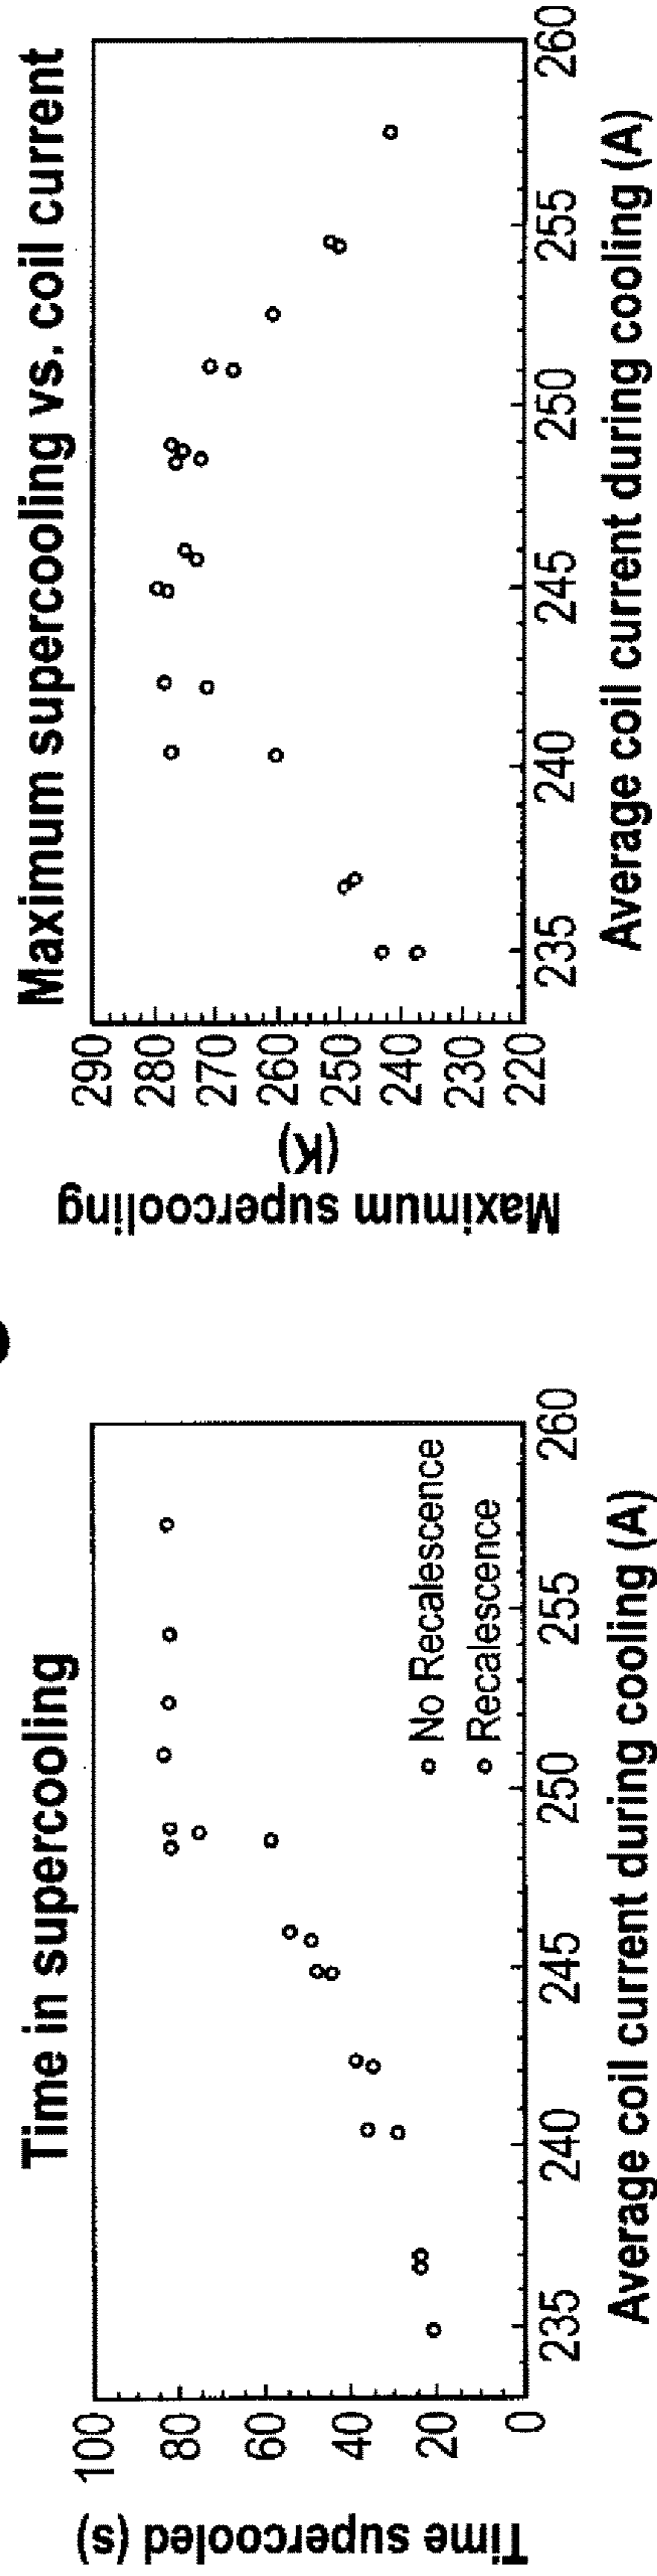 Time in supercooling
Time supercooled (s)
100
80
60
40
20
0
No Recalescence
Recalescence
235
240
245
250
255
260
Average coil current during cooling (A)
Maximum supercooling vs. coil current
Maximum supercooling
(K)
290
280
270
260
250
240
230
220
235
240
245
250
255
260
Average coil current during cooling (A)